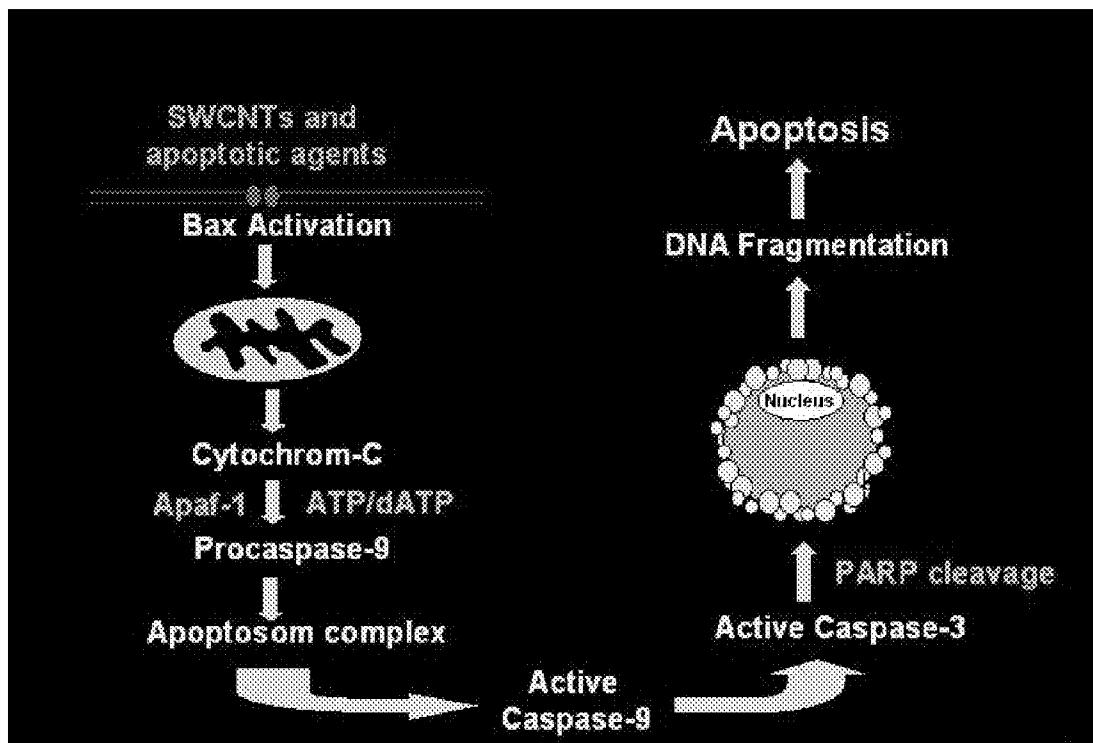 SWCNTs and
apoptotic agents
Bax Activation
Cytochrom-C
Apaf-1 ATP/dATP
Procaspase-9
Apoptosom complex
Active
Caspase-9
Active Caspase-3
PARP cleavage
Nucleus
DNA Fragmentation
Apoptosis